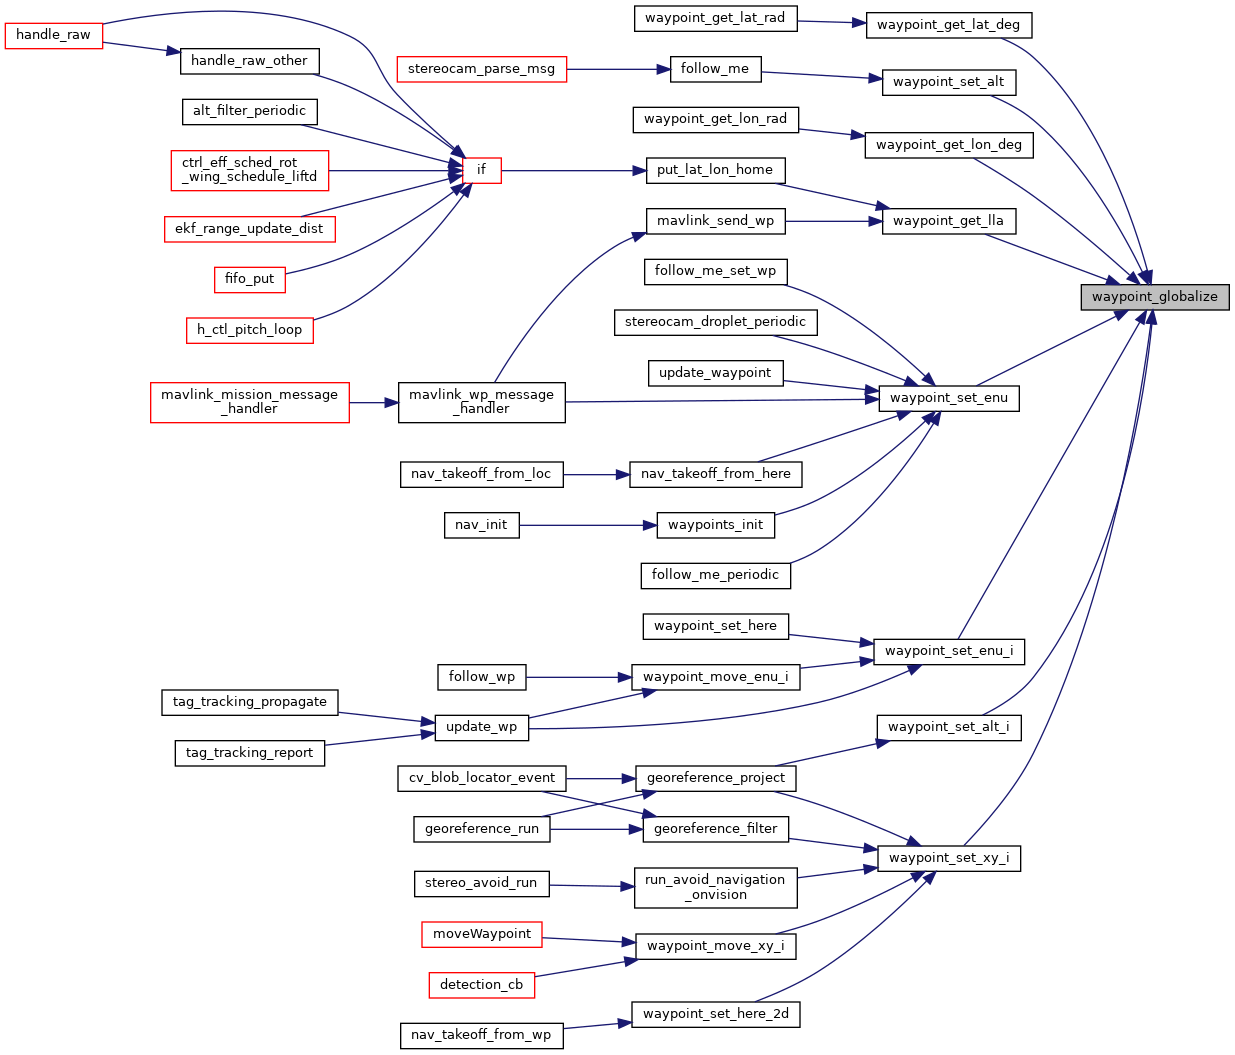 waypoint_get_lat_rad
waypoint_get_lat_deg
handle_raw
handle_raw_other
stereocam_parse_msg
follow_me
waypoint_set_alt
alt_filter_periodic
waypoint_get_lon_rad
waypoint_get_lon_deg
ctrl_eff_sched_rot
_wing_schedule_liftd
if
put_lat_lon_home
mavlink_send_wp
waypoint_get_lla
ekf_range_update_dist
fifo_put
follow_me_set_wp
waypoint_globalize
h_ctl_pitch_loop
stereocam_droplet_periodic
update_waypoint
mavlink_mission_message
_handler
mavlink_wp_message
_handler
waypoint_set_enu
nav_takeoff_from_loc
nav_takeoff_from_here
nav_init
waypoints_init
follow_me_periodic
waypoint_set_here
waypoint_set_enu_i
follow_wp
waypoint_move_enu_i
tag_tracking_propagate
update_wp
waypoint_set_alt_i
tag_tracking_report
cv_blob_locator_event
georeference_project
georeference_run
georeference_filter
waypoint_set_xy_i
stereo_avoid_run
run_avoid_navigation
_onvision
moveWaypoint
waypoint_move_xy_i
detection_cb
waypoint_set_here_2d
nav_takeoff_from_wp